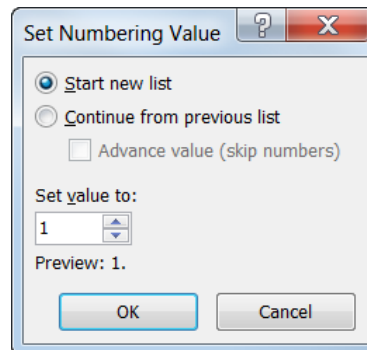 Set Numbering Value
Start new list
Continue from previous list
Advance value (skip numbers)
Set value to:
1
Preview: 1.
OK Cancel